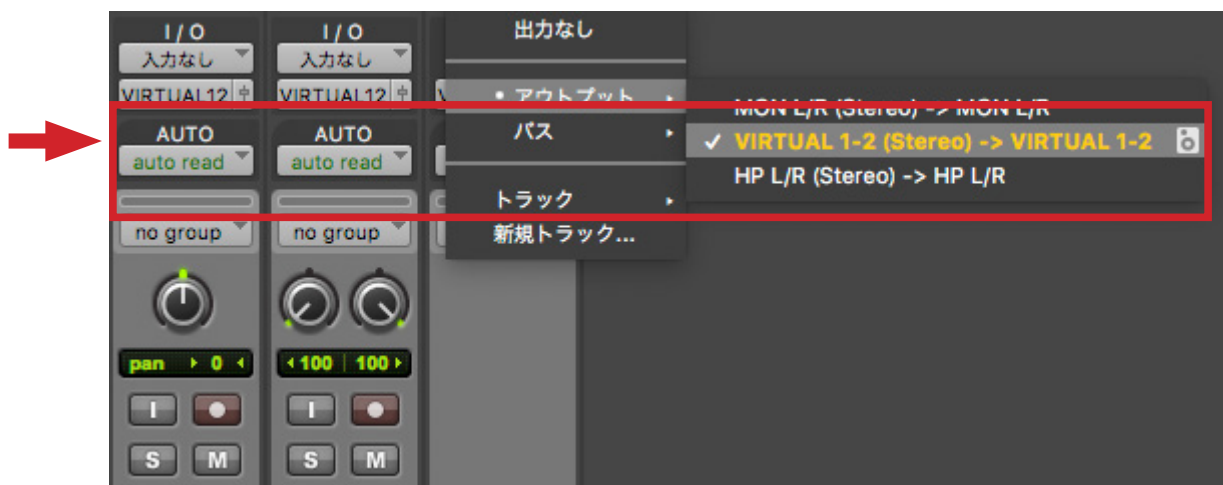 I / O
入力なし
VIRTUAL12
AUTO
auto read
no group
pan
0
I
S M
I / O
入力なし
VIRTUAL12
AUTO
auto read
no group
100 100
I
S M
出力なし
• アウトプット
バス
トラック
新規トラック...
MON L/R (Stereo) -> MON L/R
✓ VIRTUAL 1-2 (Stereo) -> VIRTUAL 1-2
HP L/R (Stereo) -> HP L/R